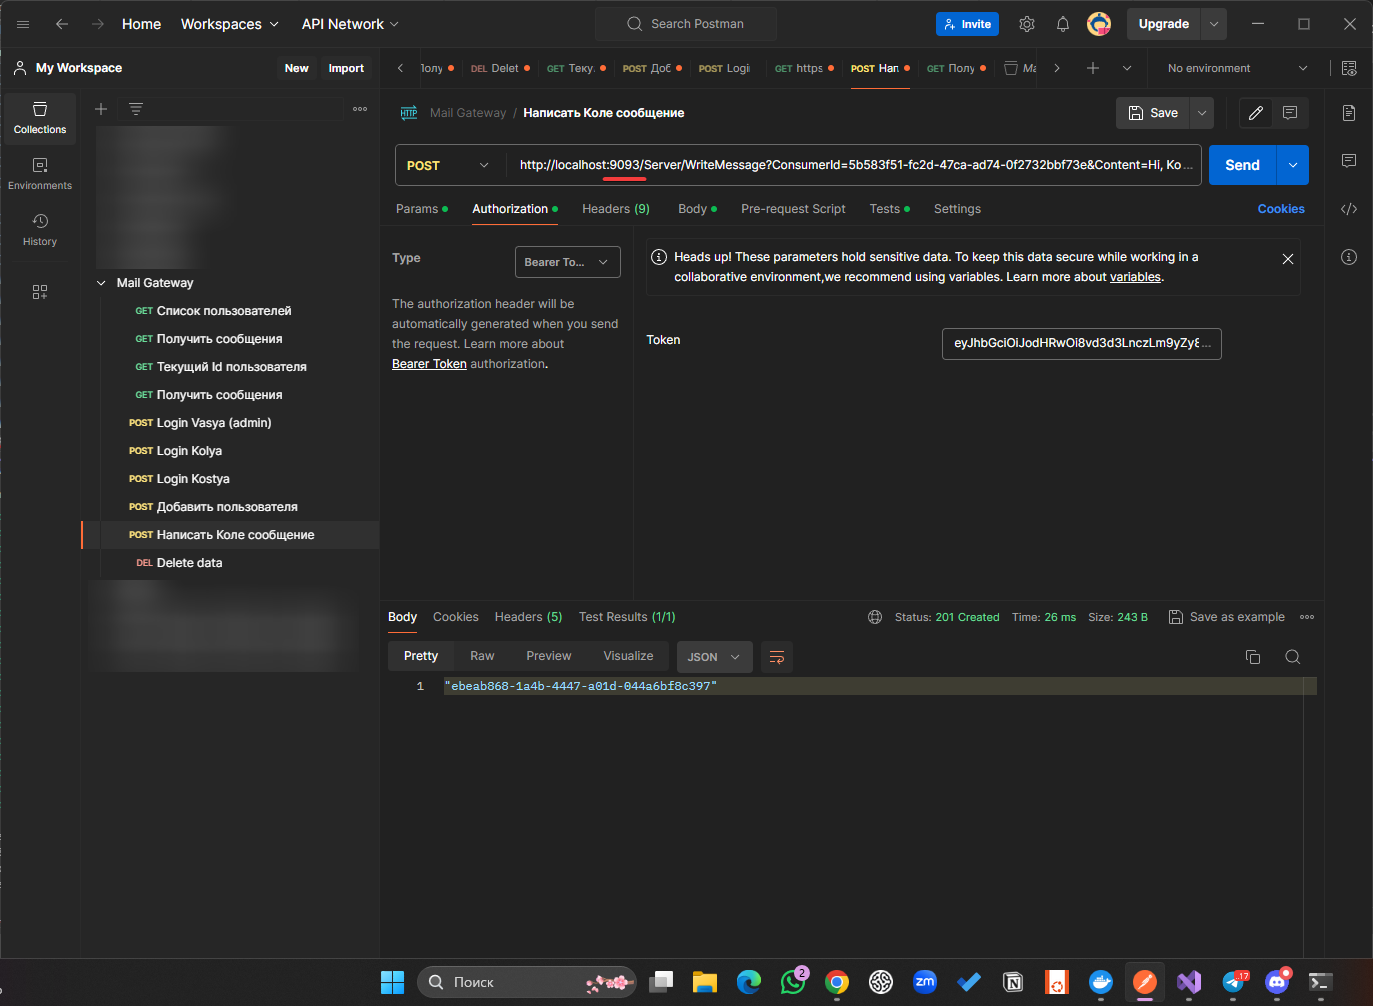 Home Workspaces API Network Search Postman Invite Upgrade
My Workspace New Import DEL Delet GET Теку. POST Доб POST Logi GET https POST Нап GET Полу No environment
Collections
Environments
History
Mail Gateway
GET Список пользователей
GET Получить сообщения
GET Текущий Id пользователя
GET Получить сообщения
POST Login Vasya (admin)
POST Login Kolya
POST Login Kostya
POST Добавить пользователя
POST Написать Коле сообщение
DEL Delete data
HTTP Mail Gateway / Написать Коле сообщение Save
POST http://localhost:9093/Server/WriteMessage?ConsumerId=5b583f51-fc2d-47ca-ad74-0f2732bbf73e&Content=Hi, Ko... Send
Params Authorization Headers (9) Body Pre-request Script Tests Settings Cookies
Type Bearer To...
The authorization header will be
automatically generated when you send
the request. Learn more about
Bearer Token authorization.
Heads up! These parameters hold sensitive data. To keep this data secure while working in a
collaborative environment,we recommend using variables. Learn more about variables.
Token eyJhbGciOiJodHRwOi8vd3d3LnczLm9yZy8...
Body Cookies Headers (5) Test Results (1/1) Status: 201 Created Time: 26 ms Size: 243 B Save as example
Pretty Raw Preview Visualize JSON
1 "ebeab868-1a4b-4447-a01d-044a6bf8c397"
Поиск 2 zm N 17